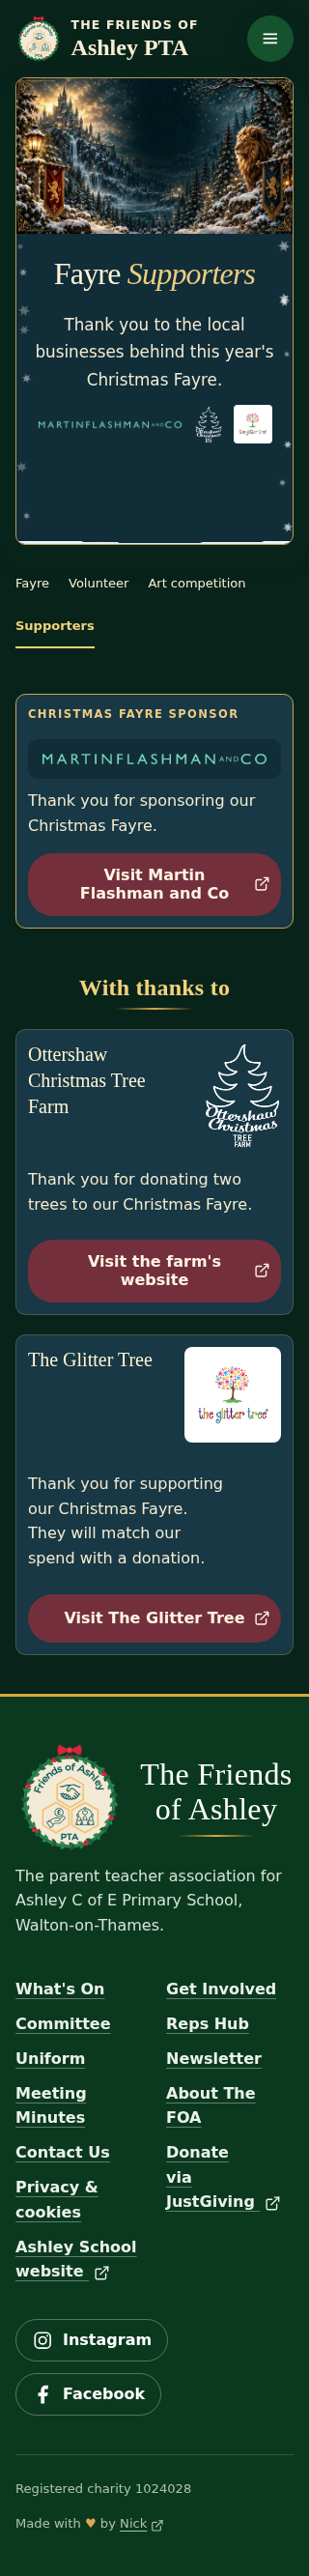 THE FRIENDS OF
Ashley PTA
Fayre Supporters
Thank you to the local
businesses behind this year's
Christmas Fayre.
MARTINFLASHMANANDCO
Ottershaw
Christmas
TREE
FARM
the glitter tree
Fayre Volunteer Art competition
Supporters
CHRISTMAS FAYRE SPONSOR
MARTINFLASHMANANDCO
Thank you for sponsoring our
Christmas Fayre.
Visit Martin
Flashman and Co
With thanks to
Ottershaw
Christmas Tree
Farm
Ottershaw
Christmas
TREE
FARM
Thank you for donating two
trees to our Christmas Fayre.
Visit the farm's
website
The Glitter Tree
the glitter tree
Thank you for supporting
our Christmas Fayre.
They will match our
spend with a donation.
Visit The Glitter Tree
Friends of Ashley
PTA
The Friends
of Ashley
The parent teacher association for
Ashley C of E Primary School,
Walton-on-Thames.
What's On
Committee
Uniform
Meeting
Minutes
Contact Us
Privacy &
cookies
Ashley School
website
Get Involved
Reps Hub
Newsletter
About The
FOA
Donate
via
JustGiving
Instagram
Facebook
Registered charity 1024028
Made with ♥ by Nick